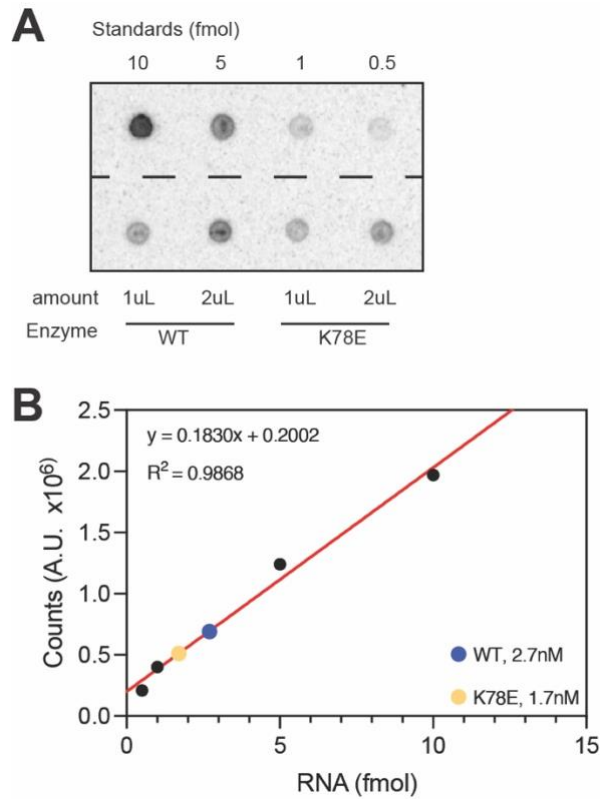 A
Standards (fmol)
10 5 1 0.5
amount 1uL 2uL 1uL 2uL
Enzyme WT K78E
B
2.5
y = 0.1830x + 0.2002
R² = 0.9868
2.0
1.5
1.0
0.5
0.0
Counts (A.U. x10⁶)
WT, 2.7nM
K78E, 1.7nM
0 5 10 15
RNA (fmol)